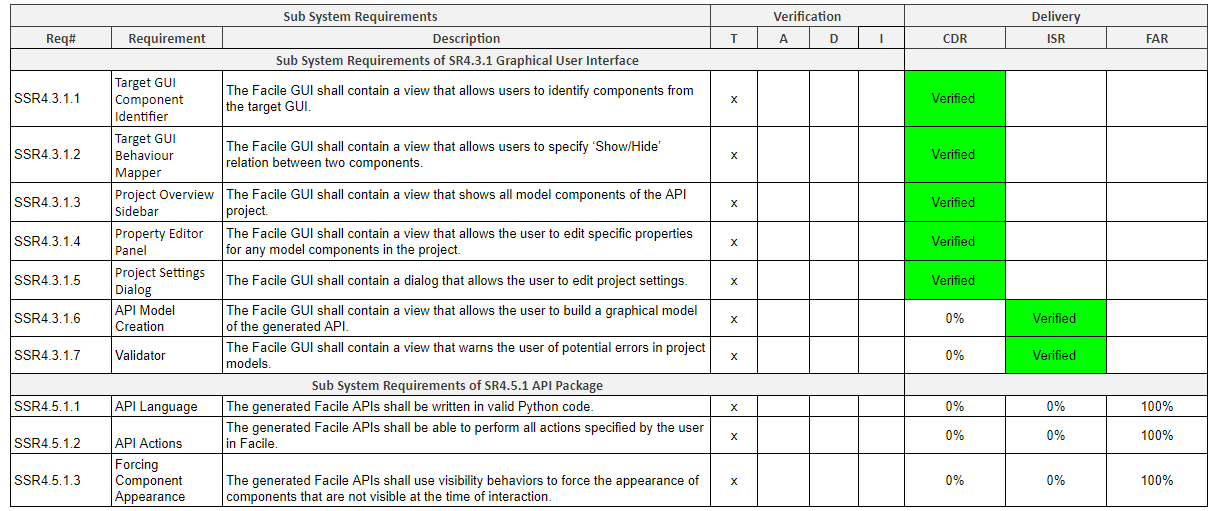 Sub System Requirements Verification Delivery
Req# Requirement Description T A D I CDR ISR FAR
Sub System Requirements of SR4.3.1 Graphical User Interface
SSR4.3.1.1
Target GUI
Component
Identifier
The Facile GUI shall contain a view that allows users to identify components from
the target GUI.
x
Verified
SSR4.3.1.2
Target GUI
Behaviour
Mapper
The Facile GUI shall contain a view that allows users to specify ‘Show/Hide’
relation between two components.
x
Verified
SSR4.3.1.3
Project Overview
Sidebar
The Facile GUI shall contain a view that shows all model components of the API
project.
x
Verified
SSR4.3.1.4
Property Editor
Panel
The Facile GUI shall contain a view that allows the user to edit specific properties
for any model components in the project.
x
Verified
SSR4.3.1.5
Project Settings
Dialog
The Facile GUI shall contain a dialog that allows the user to edit project settings.
x
Verified
SSR4.3.1.6
API Model
Creation
The Facile GUI shall contain a view that allows the user to build a graphical model
of the generated API.
x
0%
Verified
SSR4.3.1.7
Validator
The Facile GUI shall contain a view that warns the user of potential errors in project
models.
x
0%
Verified
Sub System Requirements of SR4.5.1 API Package
SSR4.5.1.1
API Language
The generated Facile APIs shall be written in valid Python code.
x
0%
0%
100%
SSR4.5.1.2
API Actions
The generated Facile APIs shall be able to perform all actions specified by the user
in Facile.
x
0%
0%
100%
SSR4.5.1.3
Forcing
Component
Appearance
The generated Facile APIs shall use visibility behaviors to force the appearance of
components that are not visible at the time of interaction.
x
0%
0%
100%